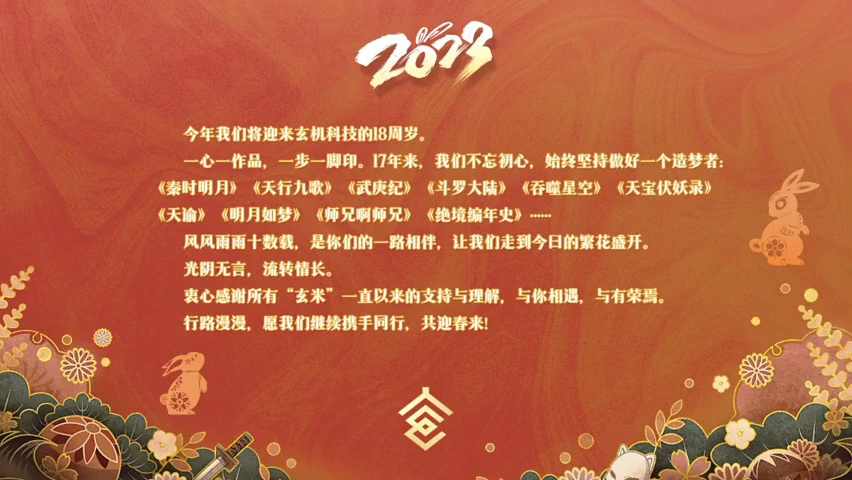 2023
今年我们将迎来玄机科技的18周岁。
一心一作品，一步一脚印。17年来，我们不忘初心，始终坚持做好一个造梦者：
《秦时明月》《天行九歌》《武庚纪》《斗罗大陆》《吞噬星空》《天宝伏妖录》
《天谕》《明月如梦》《师兄啊师兄》《绝境编年史》……
风风雨雨十数载，是你们的一路相伴，让我们走到今日的繁花盛开。
光阴无言，流转情长。
衷心感谢所有“玄米”一直以来的支持与理解，与你相遇，与有荣焉。
行路漫漫，愿我们继续携手同行，共迎春来！